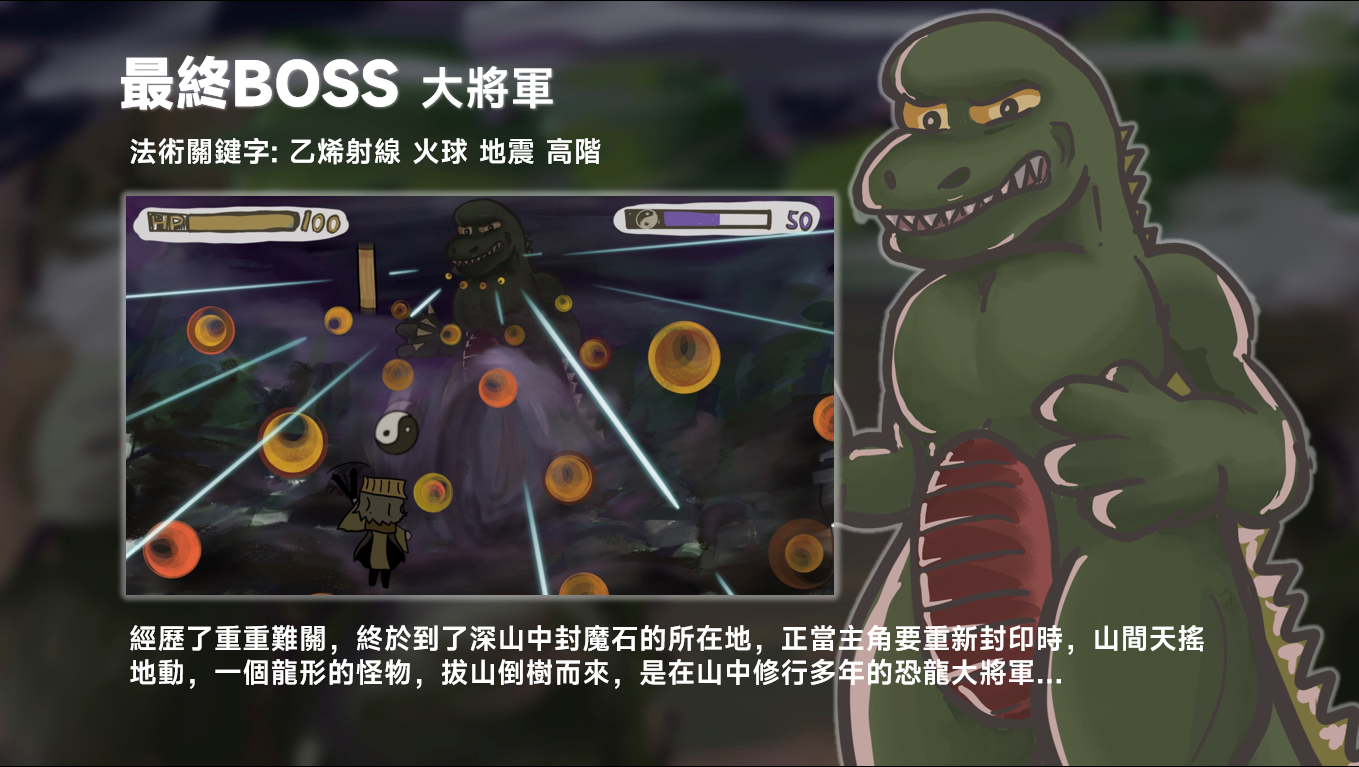 最終BOSS 大將軍
法術關鍵字: 乙烯射線 火球 地震 高階
HP 100
50
經歷了重重難關，終於到了深山中封魔石的所在地，正當主角要重新封印時，山間天搖
地動，一個龍形的怪物，拔山倒樹而來，是在山中修行多年的恐龍大將軍...